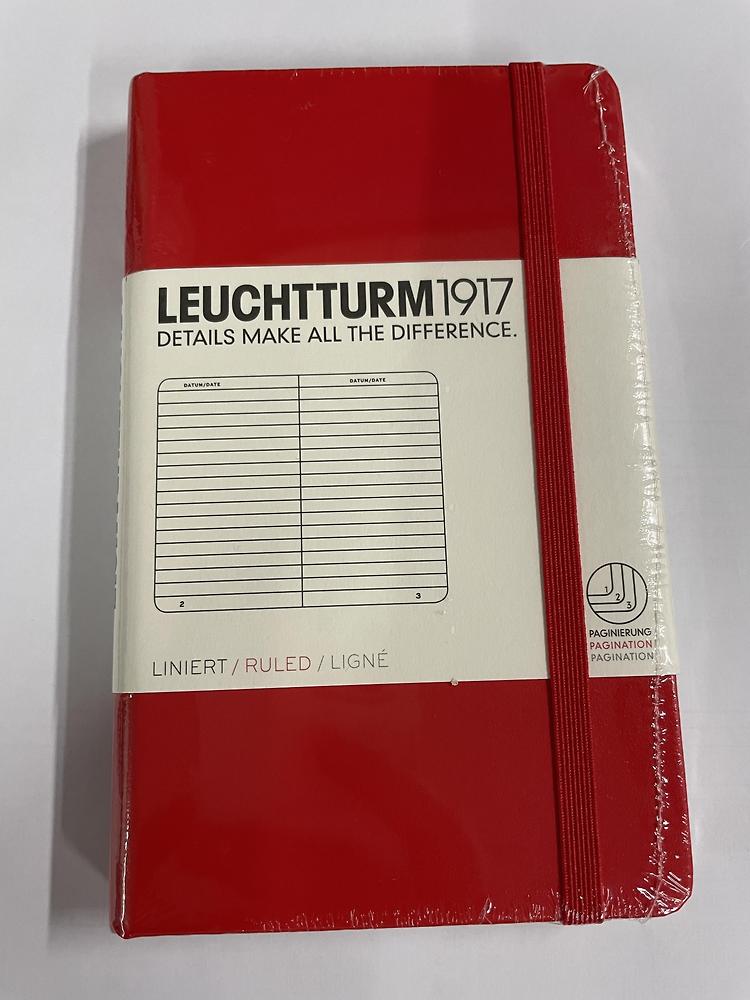 LEUCHTTURM1917
DETAILS MAKE ALL THE DIFFERENCE.
DATUM/DATE DATUM/DATE
2 3
LINIERT / RULED / LIGNÉ
1
2
3
PAGINIERUNG
PAGINATION
PAGINATION